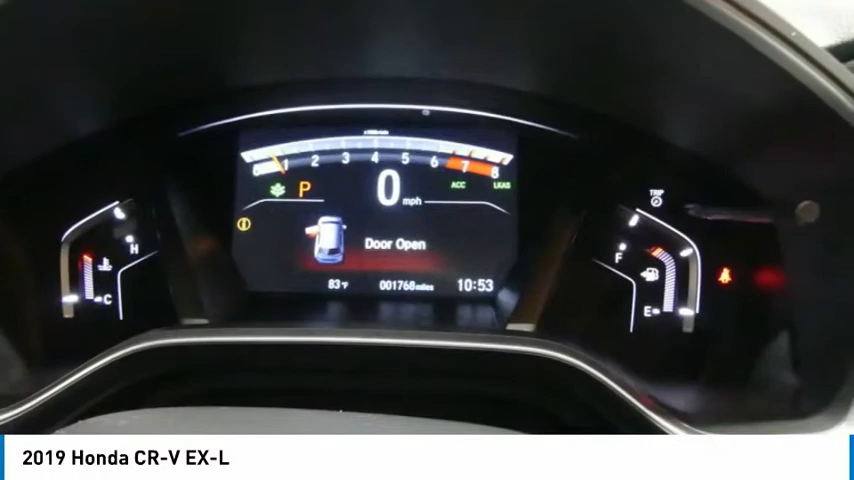 0 1 2 3 4 5 6 7 8
P 0 mph ACC LKAS
TRIP
H
F
Door Open
C
E
83°F 001768 miles 10:53
2019 Honda CR-V EX-L